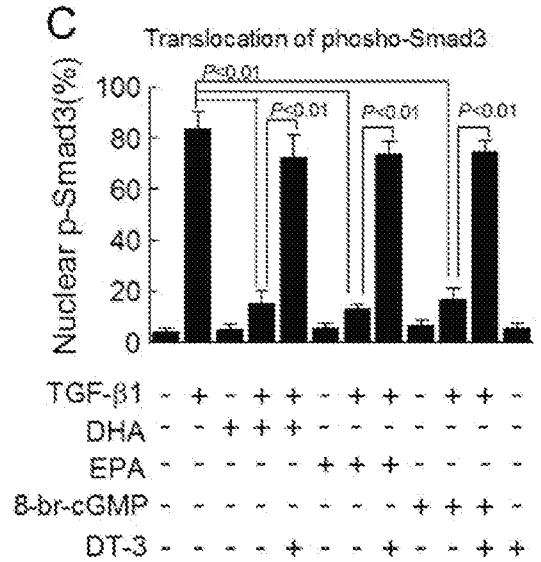 C
Translocation of phosho-Smad3
Nuclear p-Smad3(%)
100
80
60
40
20
0
P<0.01
P<0.01
P<0.01
P<0.01
TGF-β1 - + - + + - + + - + + -
DHA - - + + + - - - - - - -
EPA - - - - - + + + - - - -
8-br-cGMP - - - - - - - - + + + -
DT-3 - - - - + - - + - - + +